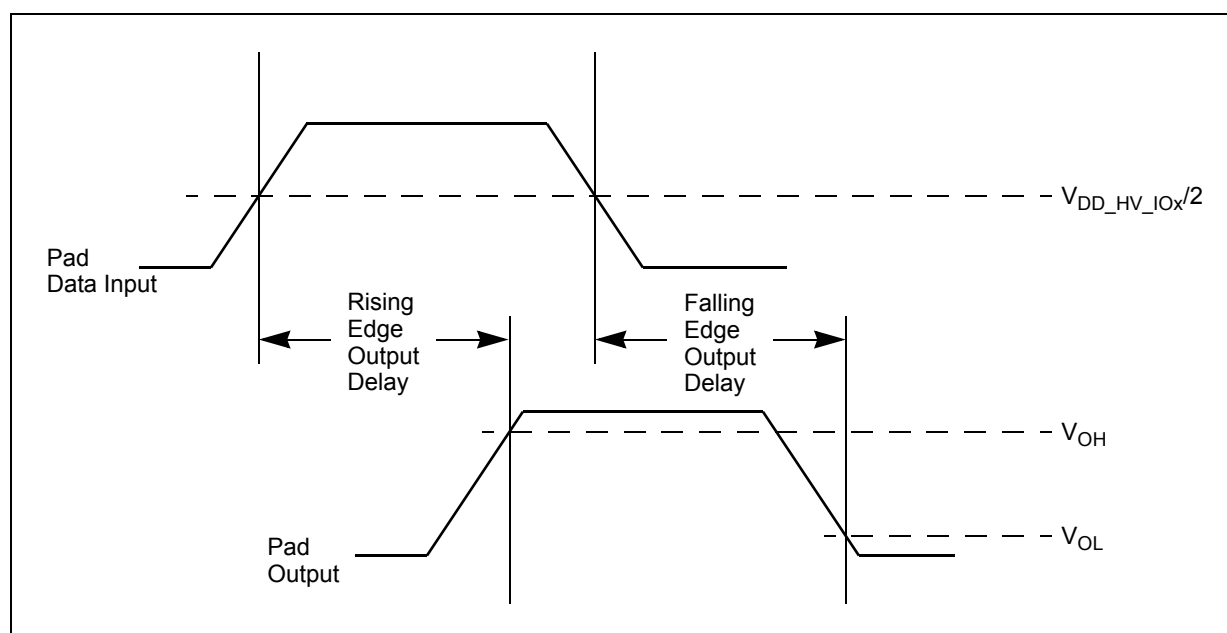 V_DD_HV_IOx/2
Pad
Data Input
Rising
Edge
Output
Delay
Falling
Edge
Output
Delay
V_OH
V_OL
Pad
Output